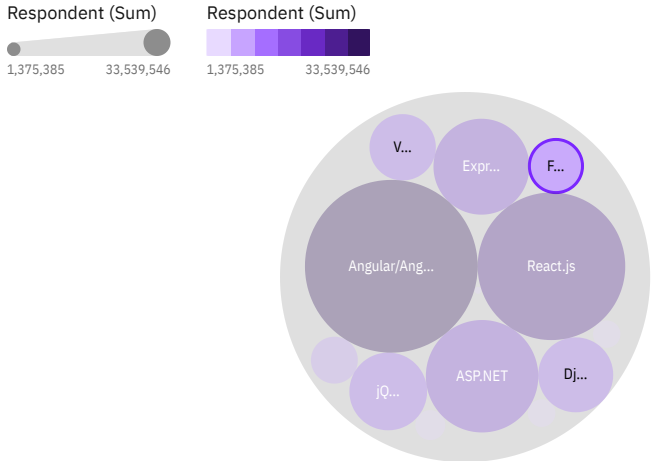 Respondent (Sum)
Respondent (Sum)
1,375,385
33,539,546
1,375,385
33,539,546
V...
Expr...
F...
Angular/Ang...
React.js
ASP.NET
Dj...
jQ...